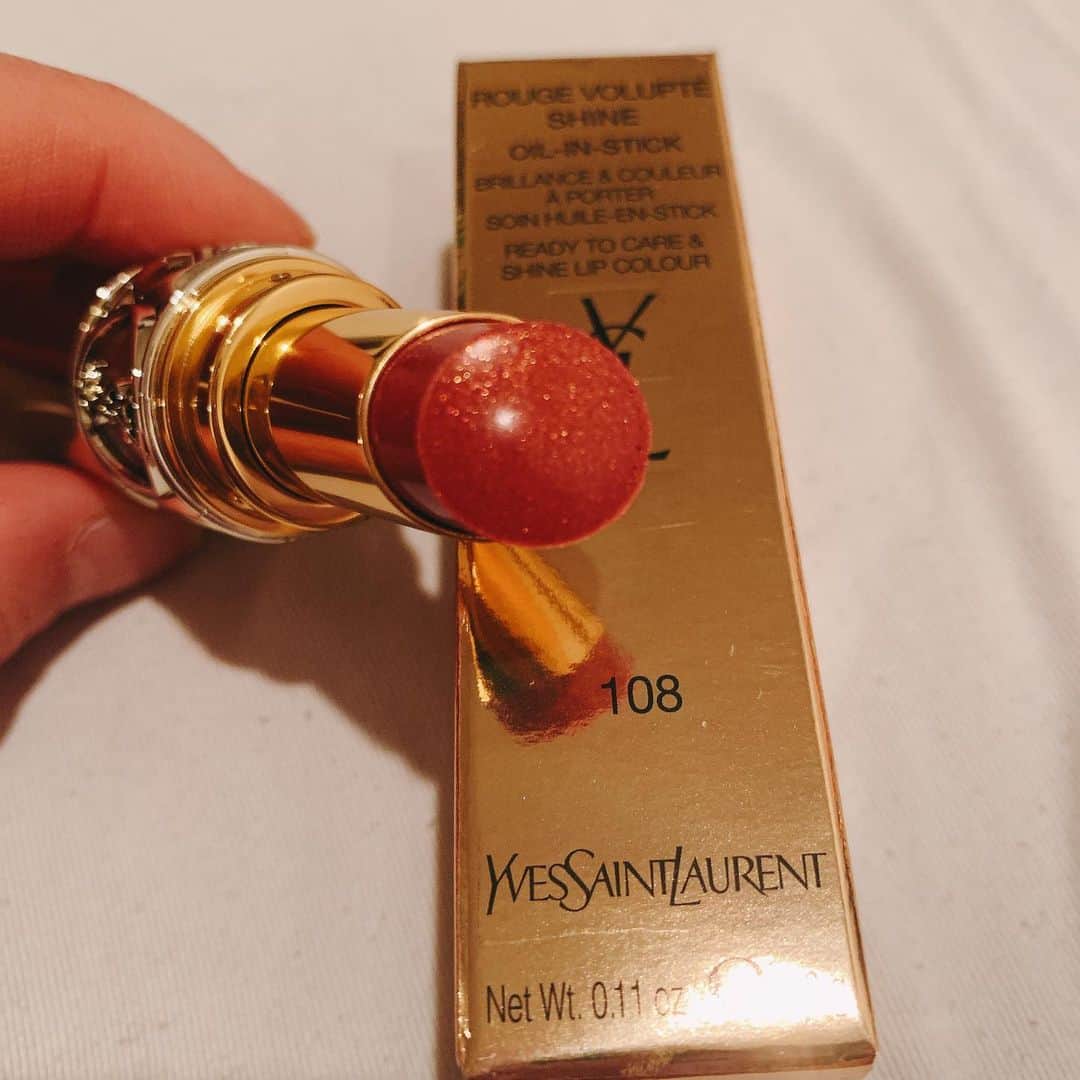 ROUGE VOLUPTÉ
SHINE
OIL-IN-STICK
BRILLANCE & COULEUR
À PORTER
SOIN HUILE-EN-STICK
READY TO CARE &
SHINE LIP COLOUR
108
YVESSAINTLAURENT
Net Wt. 0.11 oz